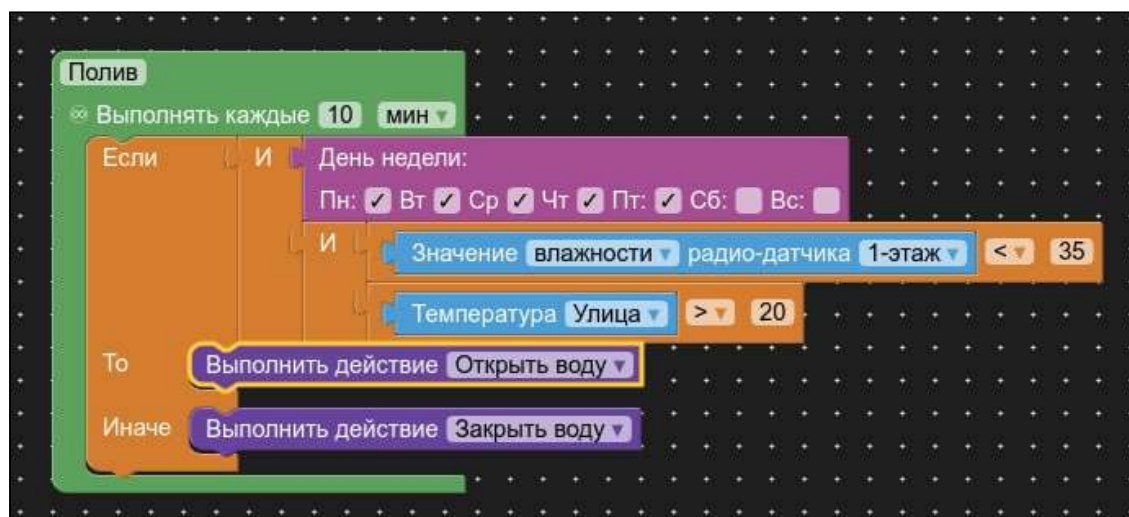 Полив
∞ Выполнять каждые 10 мин
Если И День недели:
Пн: ✓ Вт ✓ Ср ✓ Чт ✓ Пт: ✓ Сб: Вс:
И Значение влажности радио-датчика 1-этаж < 35
Температура Улица > 20
То Выполнить действие Открыть воду
Иначе Выполнить действие Закрыть воду